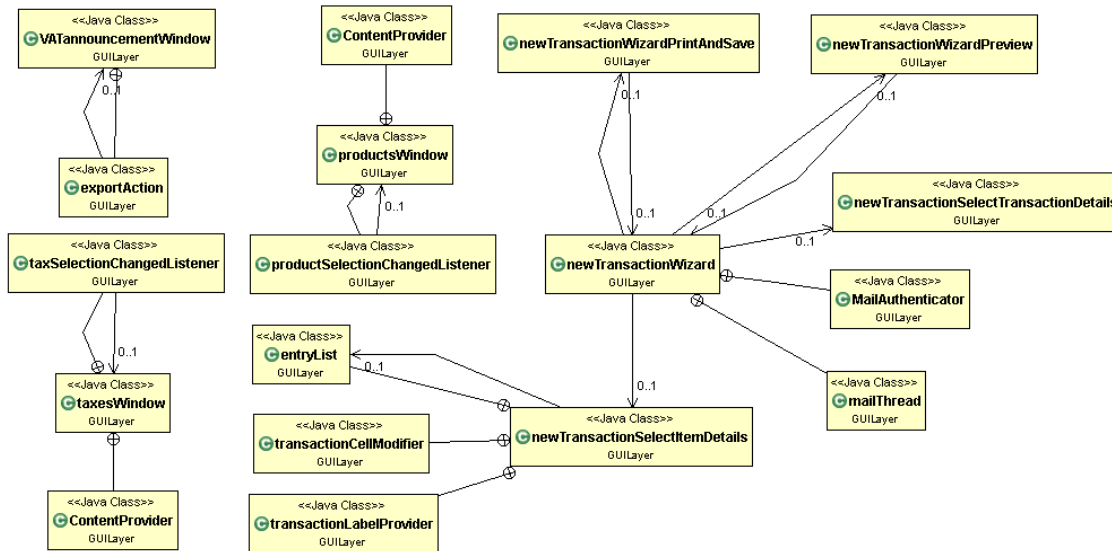 <<Java Class>>
VATannouncementWindow
GUILayer
0..1
<<Java Class>>
exportAction
GUILayer
<<Java Class>>
taxSelectionChangedListener
GUILayer
0..1
<<Java Class>>
taxesWindow
GUILayer
<<Java Class>>
ContentProvider
GUILayer
<<Java Class>>
ContentProvider
GUILayer
<<Java Class>>
productsWindow
GUILayer
0..1
<<Java Class>>
productSelectionChangedListener
GUILayer
<<Java Class>>
newTransactionWizardPrintAndSave
GUILayer
0..1
0..1
<<Java Class>>
newTransactionWizardPreview
GUILayer
0..1
0..1
<<Java Class>>
newTransactionSelectTransactionDetails
GUILayer
0..1
<<Java Class>>
newTransactionWizard
GUILayer
<<Java Class>>
MailAuthenticator
GUILayer
<<Java Class>>
mailThread
GUILayer
0..1
<<Java Class>>
entryList
GUILayer
0..1
<<Java Class>>
newTransactionSelectItemDetails
GUILayer
<<Java Class>>
transactionCellModifier
GUILayer
<<Java Class>>
transactionLabelProvider
GUILayer